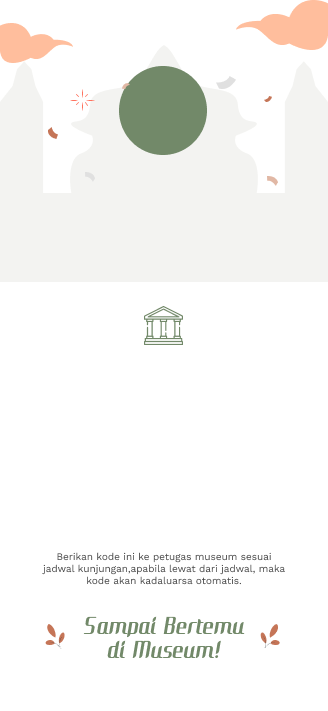 Berikan kode ini ke petugas museum sesuai
jadwal kunjungan,apabila lewat dari jadwal, maka
kode akan kadaluarsa otomatis.
Sampai Bertemu
di Museum!